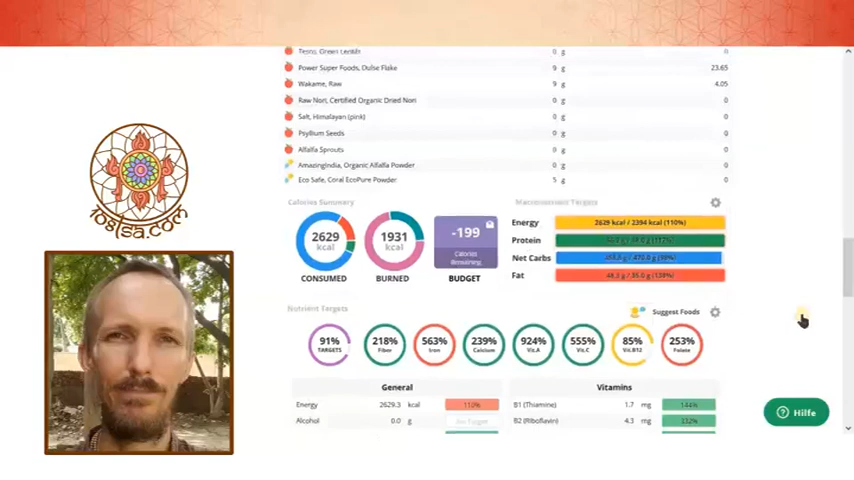 Power Super Foods, Dulse Flake 9 g 23.65
Wakame, Raw 9 g 4.05
Raw Nori, Certified Organic Dried Nori 0 g 0
Salt, Himalayan (pink) 0 g 0
Psyllium Seeds 0 g 0
Alfalfa Sprouts 0 g 0
AmazingIndia, Organic Alfalfa Powder 0 g 0
Eco Safe, Coral EcoPure Powder 5 g 0
Calories Summary
Macronutrient Targets
2629
kcal
CONSUMED
1931
kcal
BURNED
-199
Calories
Remaining
BUDGET
Energy 2629 kcal / 2394 kcal (110%)
Protein
Net Carbs
Fat
Nutrient Targets
Suggest Foods
91%
TARGETS
218%
Fiber
563%
Iron
239%
Calcium
924%
Vit.A
555%
Vit.C
85%
Vit.B12
253%
Folate
General
Energy 2629.3 kcal 110%
Alcohol 0.0 g No Target
Vitamins
B1 (Thiamine) 1.7 mg 144%
B2 (Riboflavin) 4.3 mg 332%
Hilfe
108lsa.com